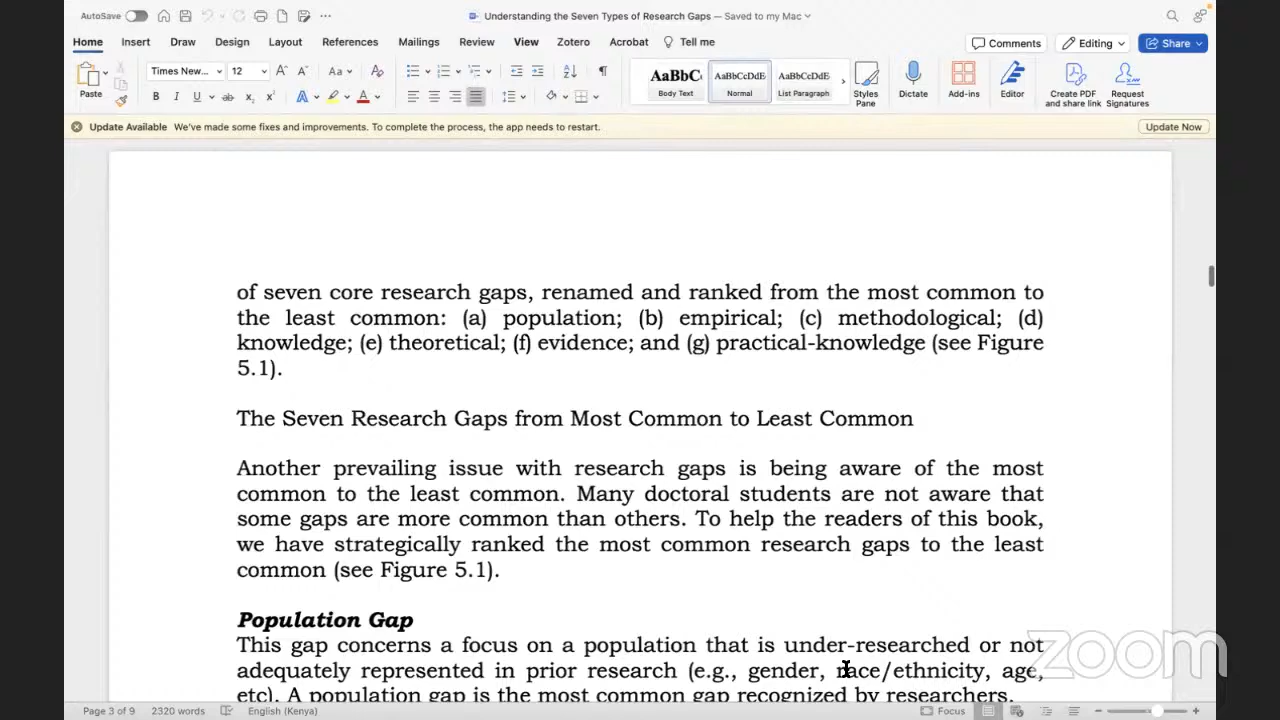 AutoSave
Understanding the Seven Types of Research Gaps — Saved to my Mac
Home Insert Draw Design Layout References Mailings Review View Zotero Acrobat Tell me Comments Editing Share
Paste
Times New... 12 Aa
B I U ab x2 x2 A A
AaBbC( Body Text
AaBbCcDdE Normal
AaBbCcDdE List Paragraph
Styles Pane
Dictate
Add-ins
Editor
Create PDF and share link
Request Signatures
Update Available We've made some fixes and improvements. To complete the process, the app needs to restart. Update Now
of seven core research gaps, renamed and ranked from the most common to
the least common: (a) population; (b) empirical; (c) methodological; (d)
knowledge; (e) theoretical; (f) evidence; and (g) practical-knowledge (see Figure
5.1).
The Seven Research Gaps from Most Common to Least Common
Another prevailing issue with research gaps is being aware of the most
common to the least common. Many doctoral students are not aware that
some gaps are more common than others. To help the readers of this book,
we have strategically ranked the most common research gaps to the least
common (see Figure 5.1).
Population Gap
This gap concerns a focus on a population that is under-researched or not
adequately represented in prior research (e.g., gender, race/ethnicity, age,
etc). A population gap is the most common gap recognized by researchers.
zoom
Page 3 of 9 2320 words English (Kenya) Focus